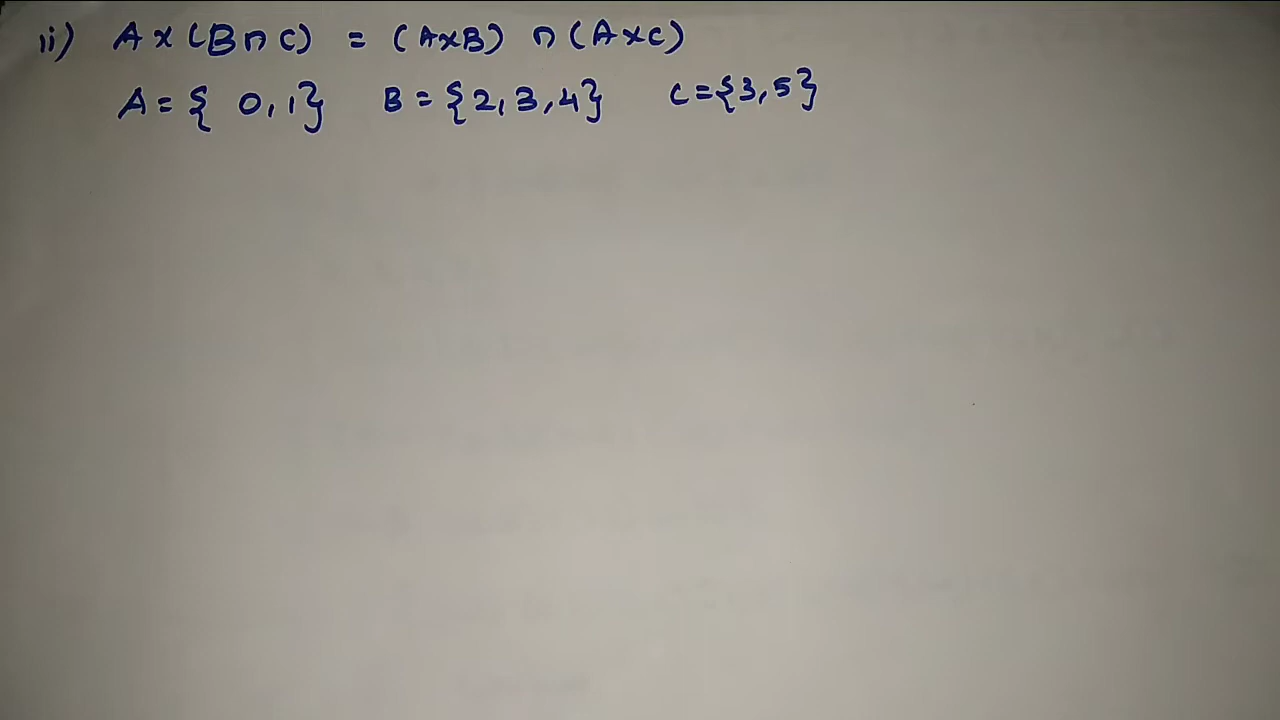 ii) A × (B ∩ C) = (A×B) ∩ (A×C)
A = { 0, 1} B = {2, 3, 4} C = {3, 5}